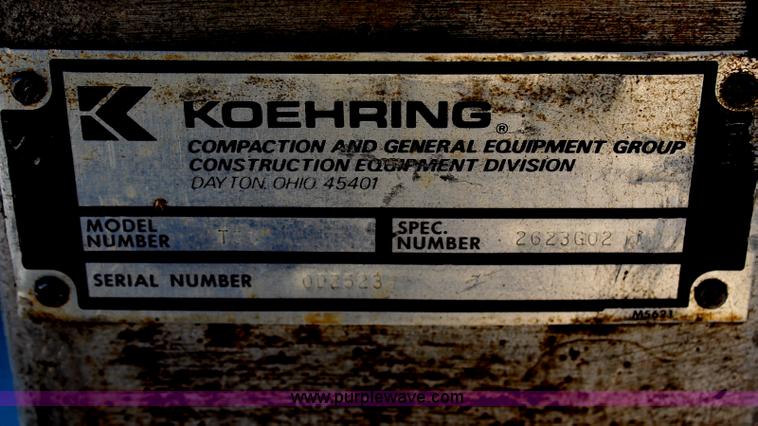 KOEHRING®
COMPACTION AND GENERAL EQUIPMENT GROUP
CONSTRUCTION EQUIPMENT DIVISION
DAYTON, OHIO 45401
MODEL NUMBER T
SPEC. NUMBER 2623G02
SERIAL NUMBER
M5621
www.purplewave.com